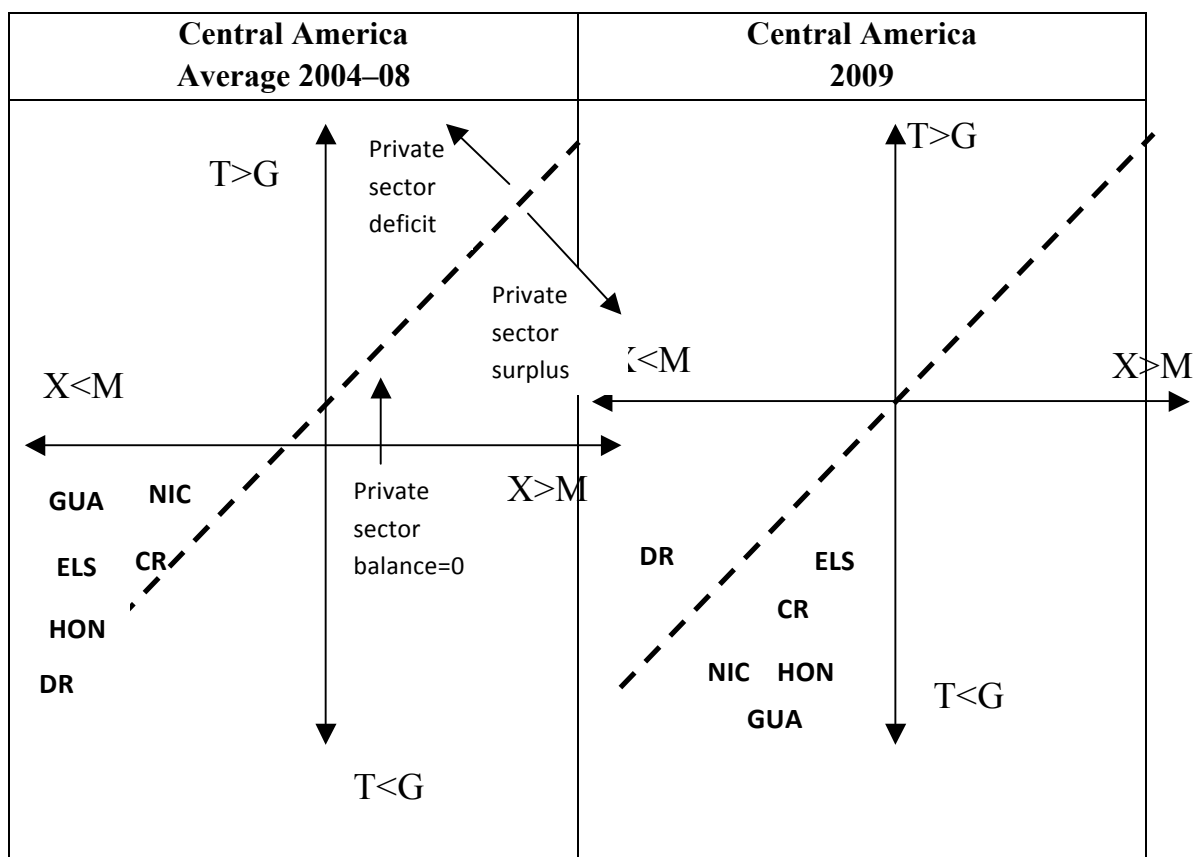 Central America
Average 2004–08
Central America
2009
T>G
Private
sector
deficit
Private
sector
surplus
X<M
X>M
Private
sector
balance=0
GUA
NIC
ELS
CR
HON
DR
T<G
T>G
X<M
X>M
DR
ELS
CR
NIC
HON
GUA
T<G